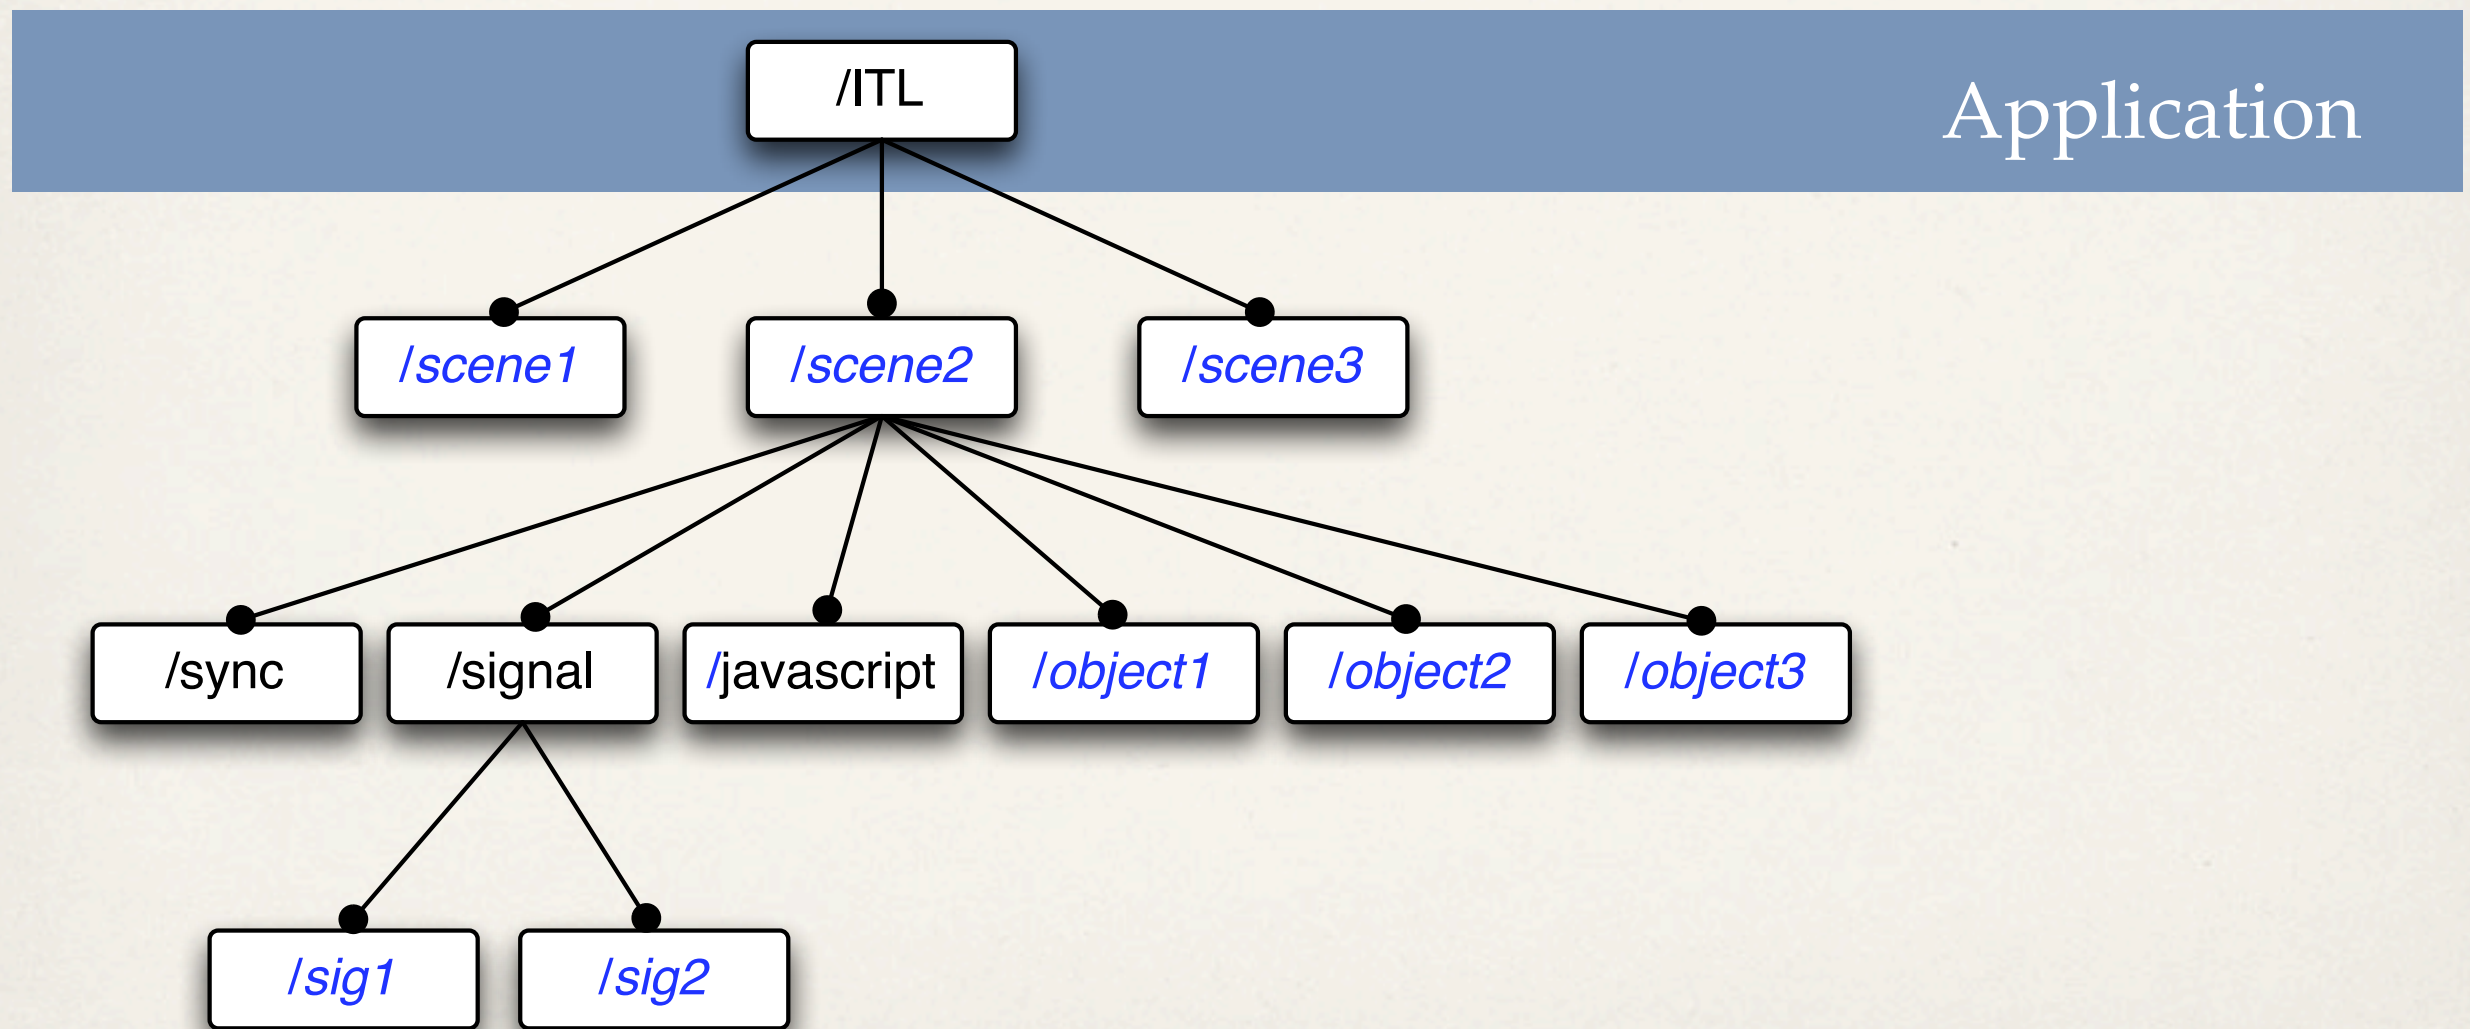 /ITL
Application
/scene1 /scene2 /scene3
/sync /signal /javascript /object1 /object2 /object3
/sig1 /sig2